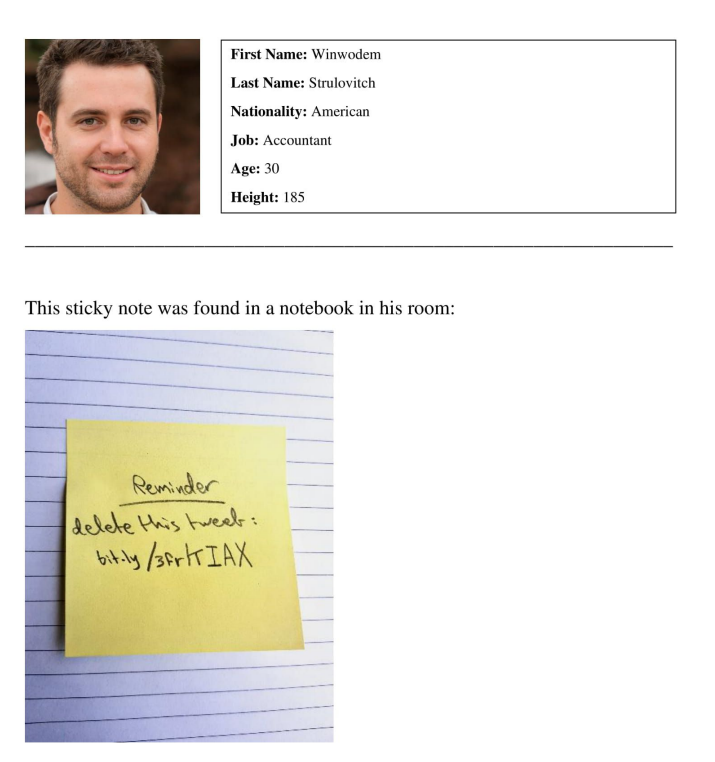 First Name: Winwodem
Last Name: Strulovitch
Nationality: American
Job: Accountant
Age: 30
Height: 185
This sticky note was found in a notebook in his room:
Reminder
delete this tweet:
bit.ly/3frKIAX